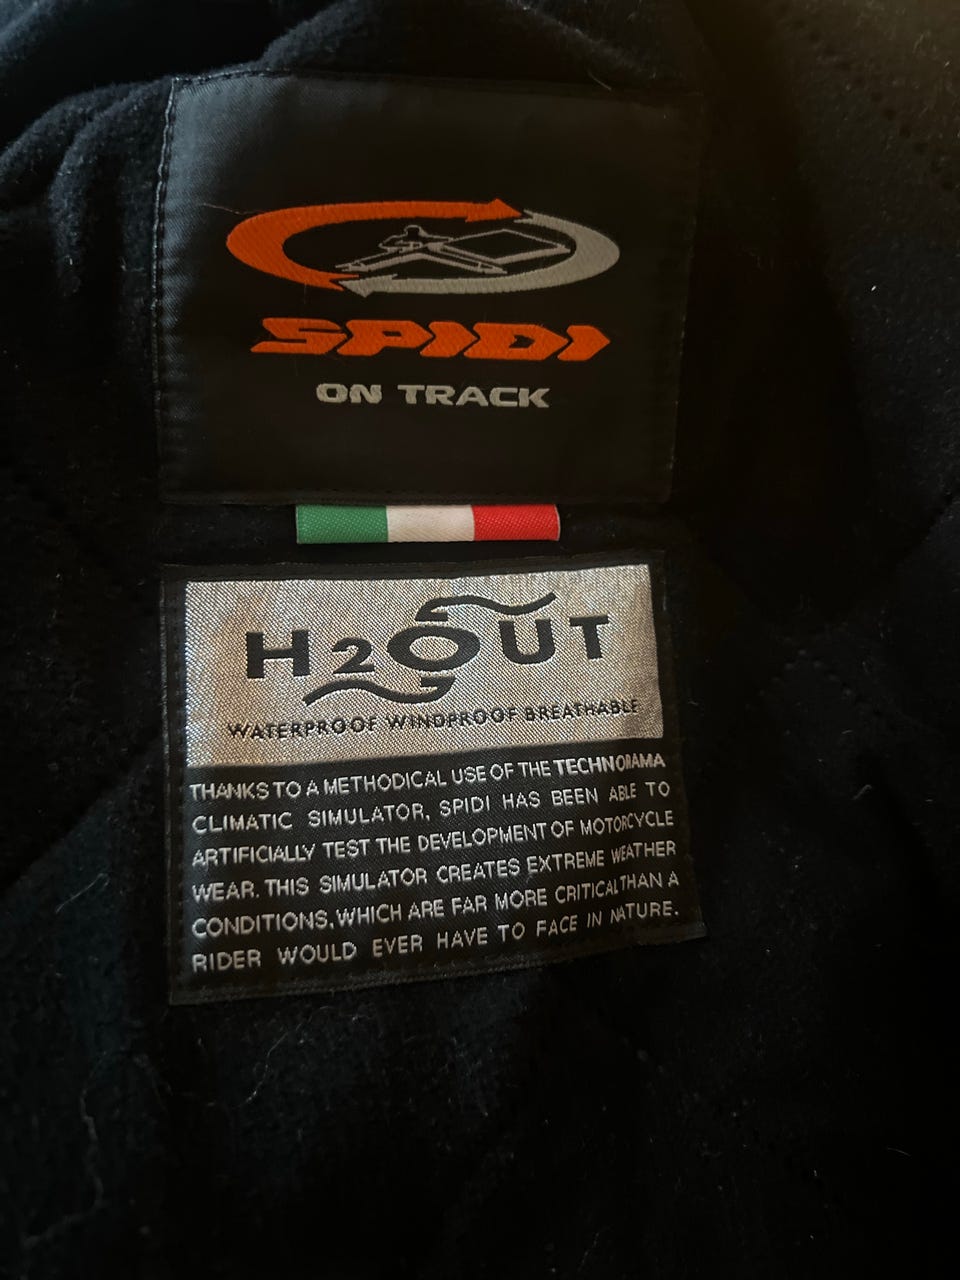 SPIDI
ON TRACK
H2OUT
WATERPROOF WINDPROOF BREATHABLE
THANKS TO A METHODICAL USE OF THE TECHNORAMA
CLIMATIC SIMULATOR, SPIDI HAS BEEN ABLE TO
ARTIFICIALLY TEST THE DEVELOPMENT OF MOTORCYCLE
WEAR. THIS SIMULATOR CREATES EXTREME WEATHER
CONDITIONS, WHICH ARE FAR MORE CRITICAL THAN A
RIDER WOULD EVER HAVE TO FACE IN NATURE.